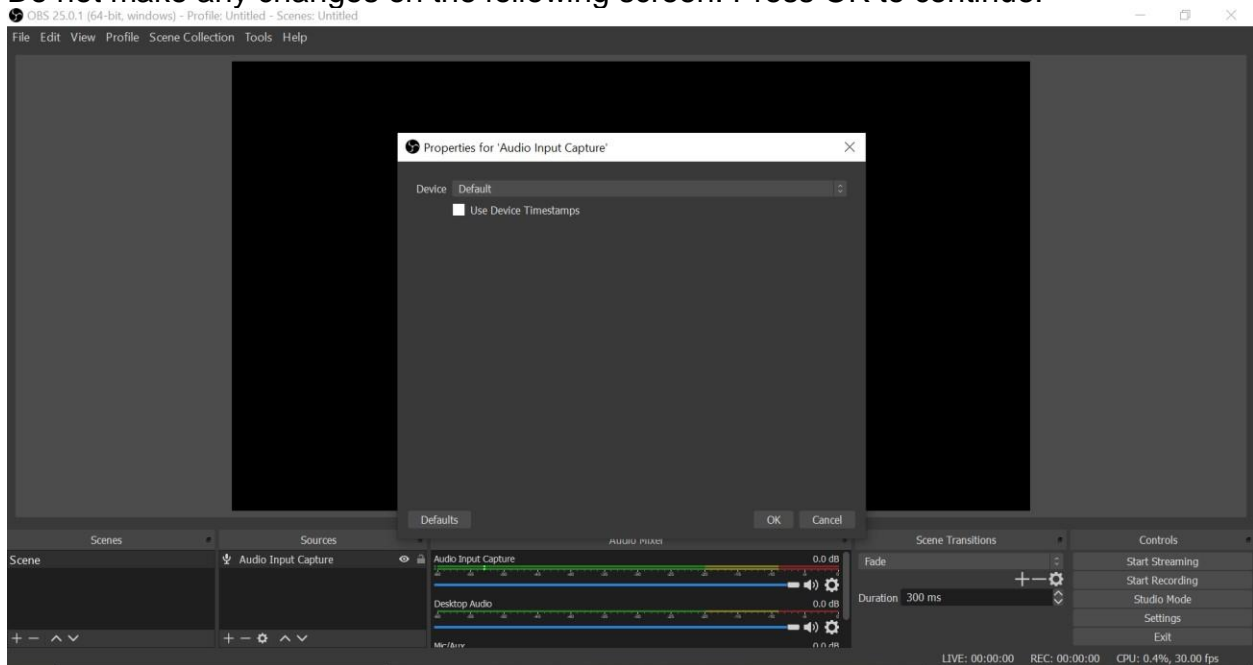 Do not make any changes on the following screen. Press OK to continue.
OBS 25.0.1 (64-bit, windows) - Profile: Untitled - Scenes: Untitled
File Edit View Profile Scene Collection Tools Help
Properties for 'Audio Input Capture'
Device Default
Use Device Timestamps
Defaults OK Cancel
Scenes Sources Audio Mixer Scene Transitions Controls
Scene
Audio Input Capture
Audio Input Capture 0.0 dB
Desktop Audio 0.0 dB
Mic/Aux 0.0 dB
Fade
Duration 300 ms
Start Streaming
Start Recording
Studio Mode
Settings
Exit
LIVE: 00:00:00 REC: 00:00:00 CPU: 0.4%, 30.00 fps